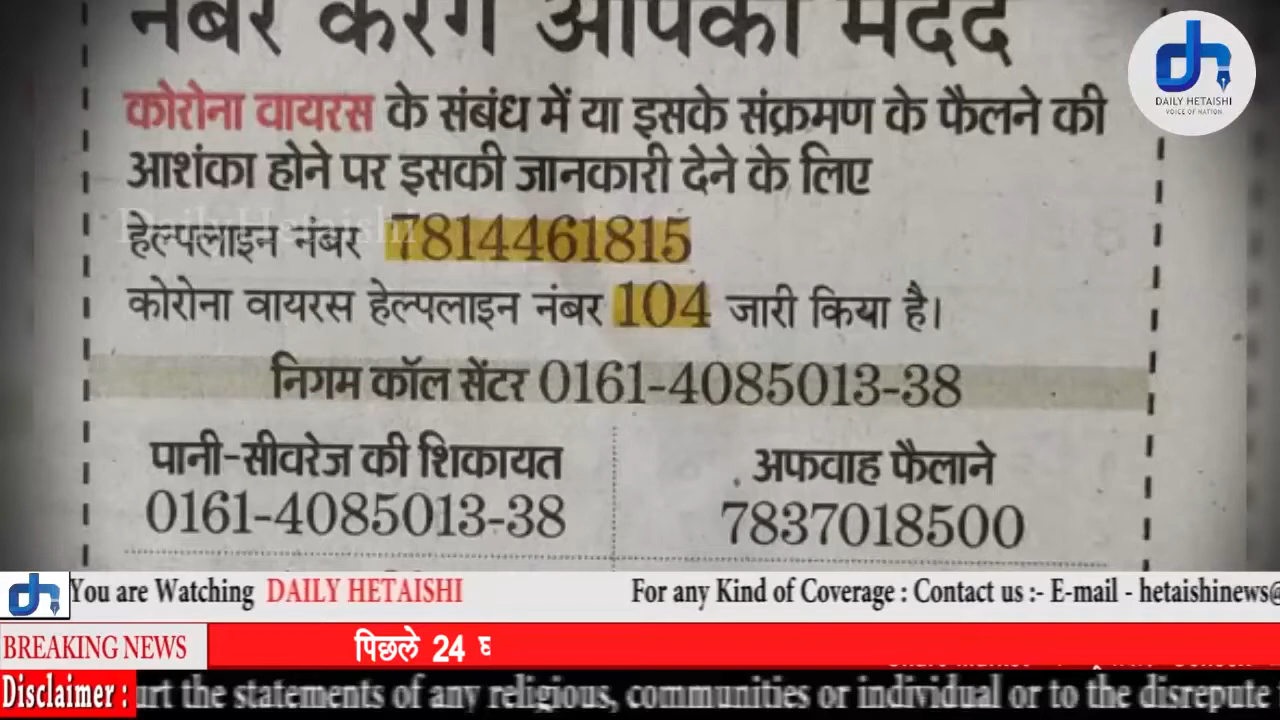 नंबर करेंगे आपकी मदद
कोरोना वायरस के संबंध में या इसके संक्रमण के फैलने की
आशंका होने पर इसकी जानकारी देने के लिए
DailyHetaishi
हेल्पलाइन नंबर 7814461815
कोरोना वायरस हेल्पलाइन नंबर 104 जारी किया है।
निगम कॉल सेंटर 0161-4085013-38
पानी-सीवरेज की शिकायत
0161-4085013-38
अफवाह फैलाने
7837018500
DAILY HETAISHI
VOICE OF NATION
You are Watching DAILY HETAISHI For any Kind of Coverage : Contact us :- E-mail - hetaishinews@
BREAKING NEWS पिछले 24
Disclaimer : urt the statements of any religious, communities or individual or to the disrepute